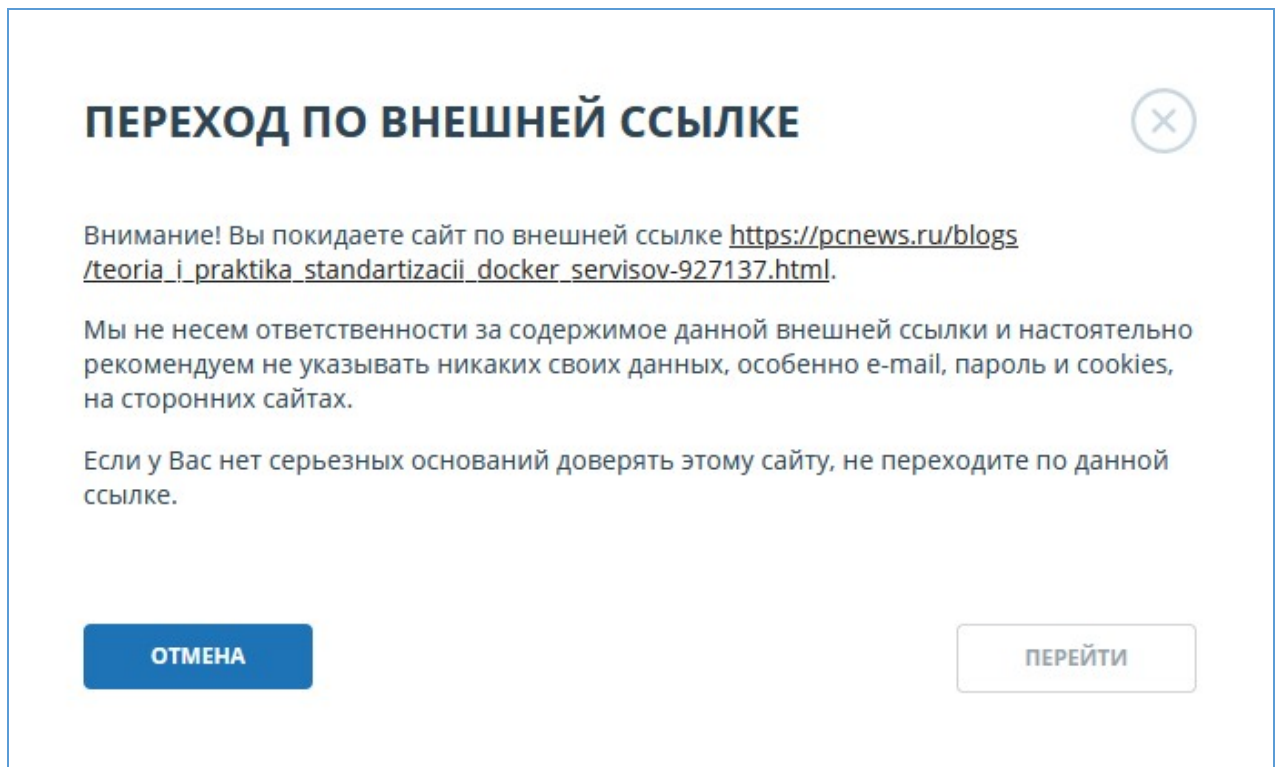 ПЕРЕХОД ПО ВНЕШНЕЙ ССЫЛКЕ
Внимание! Вы покидаете сайт по внешней ссылке https://pcnews.ru/blogs
/teoria_i_praktika_standartizacii_docker_servisov-927137.html.
Мы не несем ответственности за содержимое данной внешней ссылки и настоятельно
рекомендуем не указывать никаких своих данных, особенно e-mail, пароль и cookies,
на сторонних сайтах.
Если у Вас нет серьезных оснований доверять этому сайту, не переходите по данной
ссылке.
ОТМЕНА
ПЕРЕЙТИ